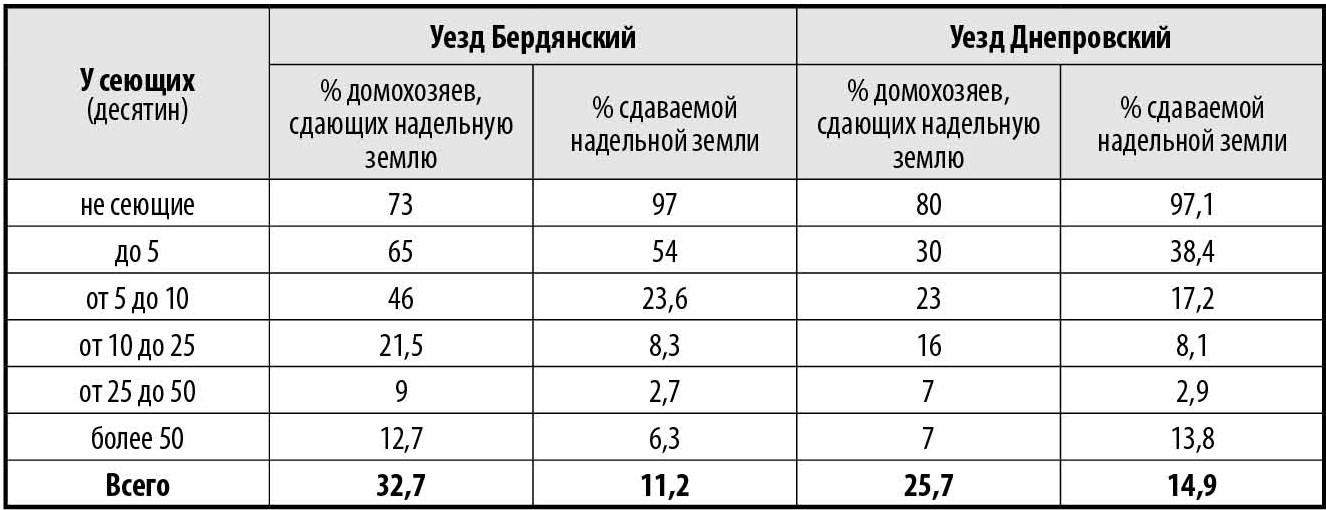 У сеющих
(десятин)
Уезд Бердянский
Уезд Днепровский
% домохозяев,
сдающих надельную
землю
% сдаваемой
надельной земли
% домохозяев,
сдающих надельную
землю
% сдаваемой
надельной земли
не сеющие 73 97 80 97,1
до 5 65 54 30 38,4
от 5 до 10 46 23,6 23 17,2
от 10 до 25 21,5 8,3 16 8,1
от 25 до 50 9 2,7 7 2,9
более 50 12,7 6,3 7 13,8
Всего 32,7 11,2 25,7 14,9